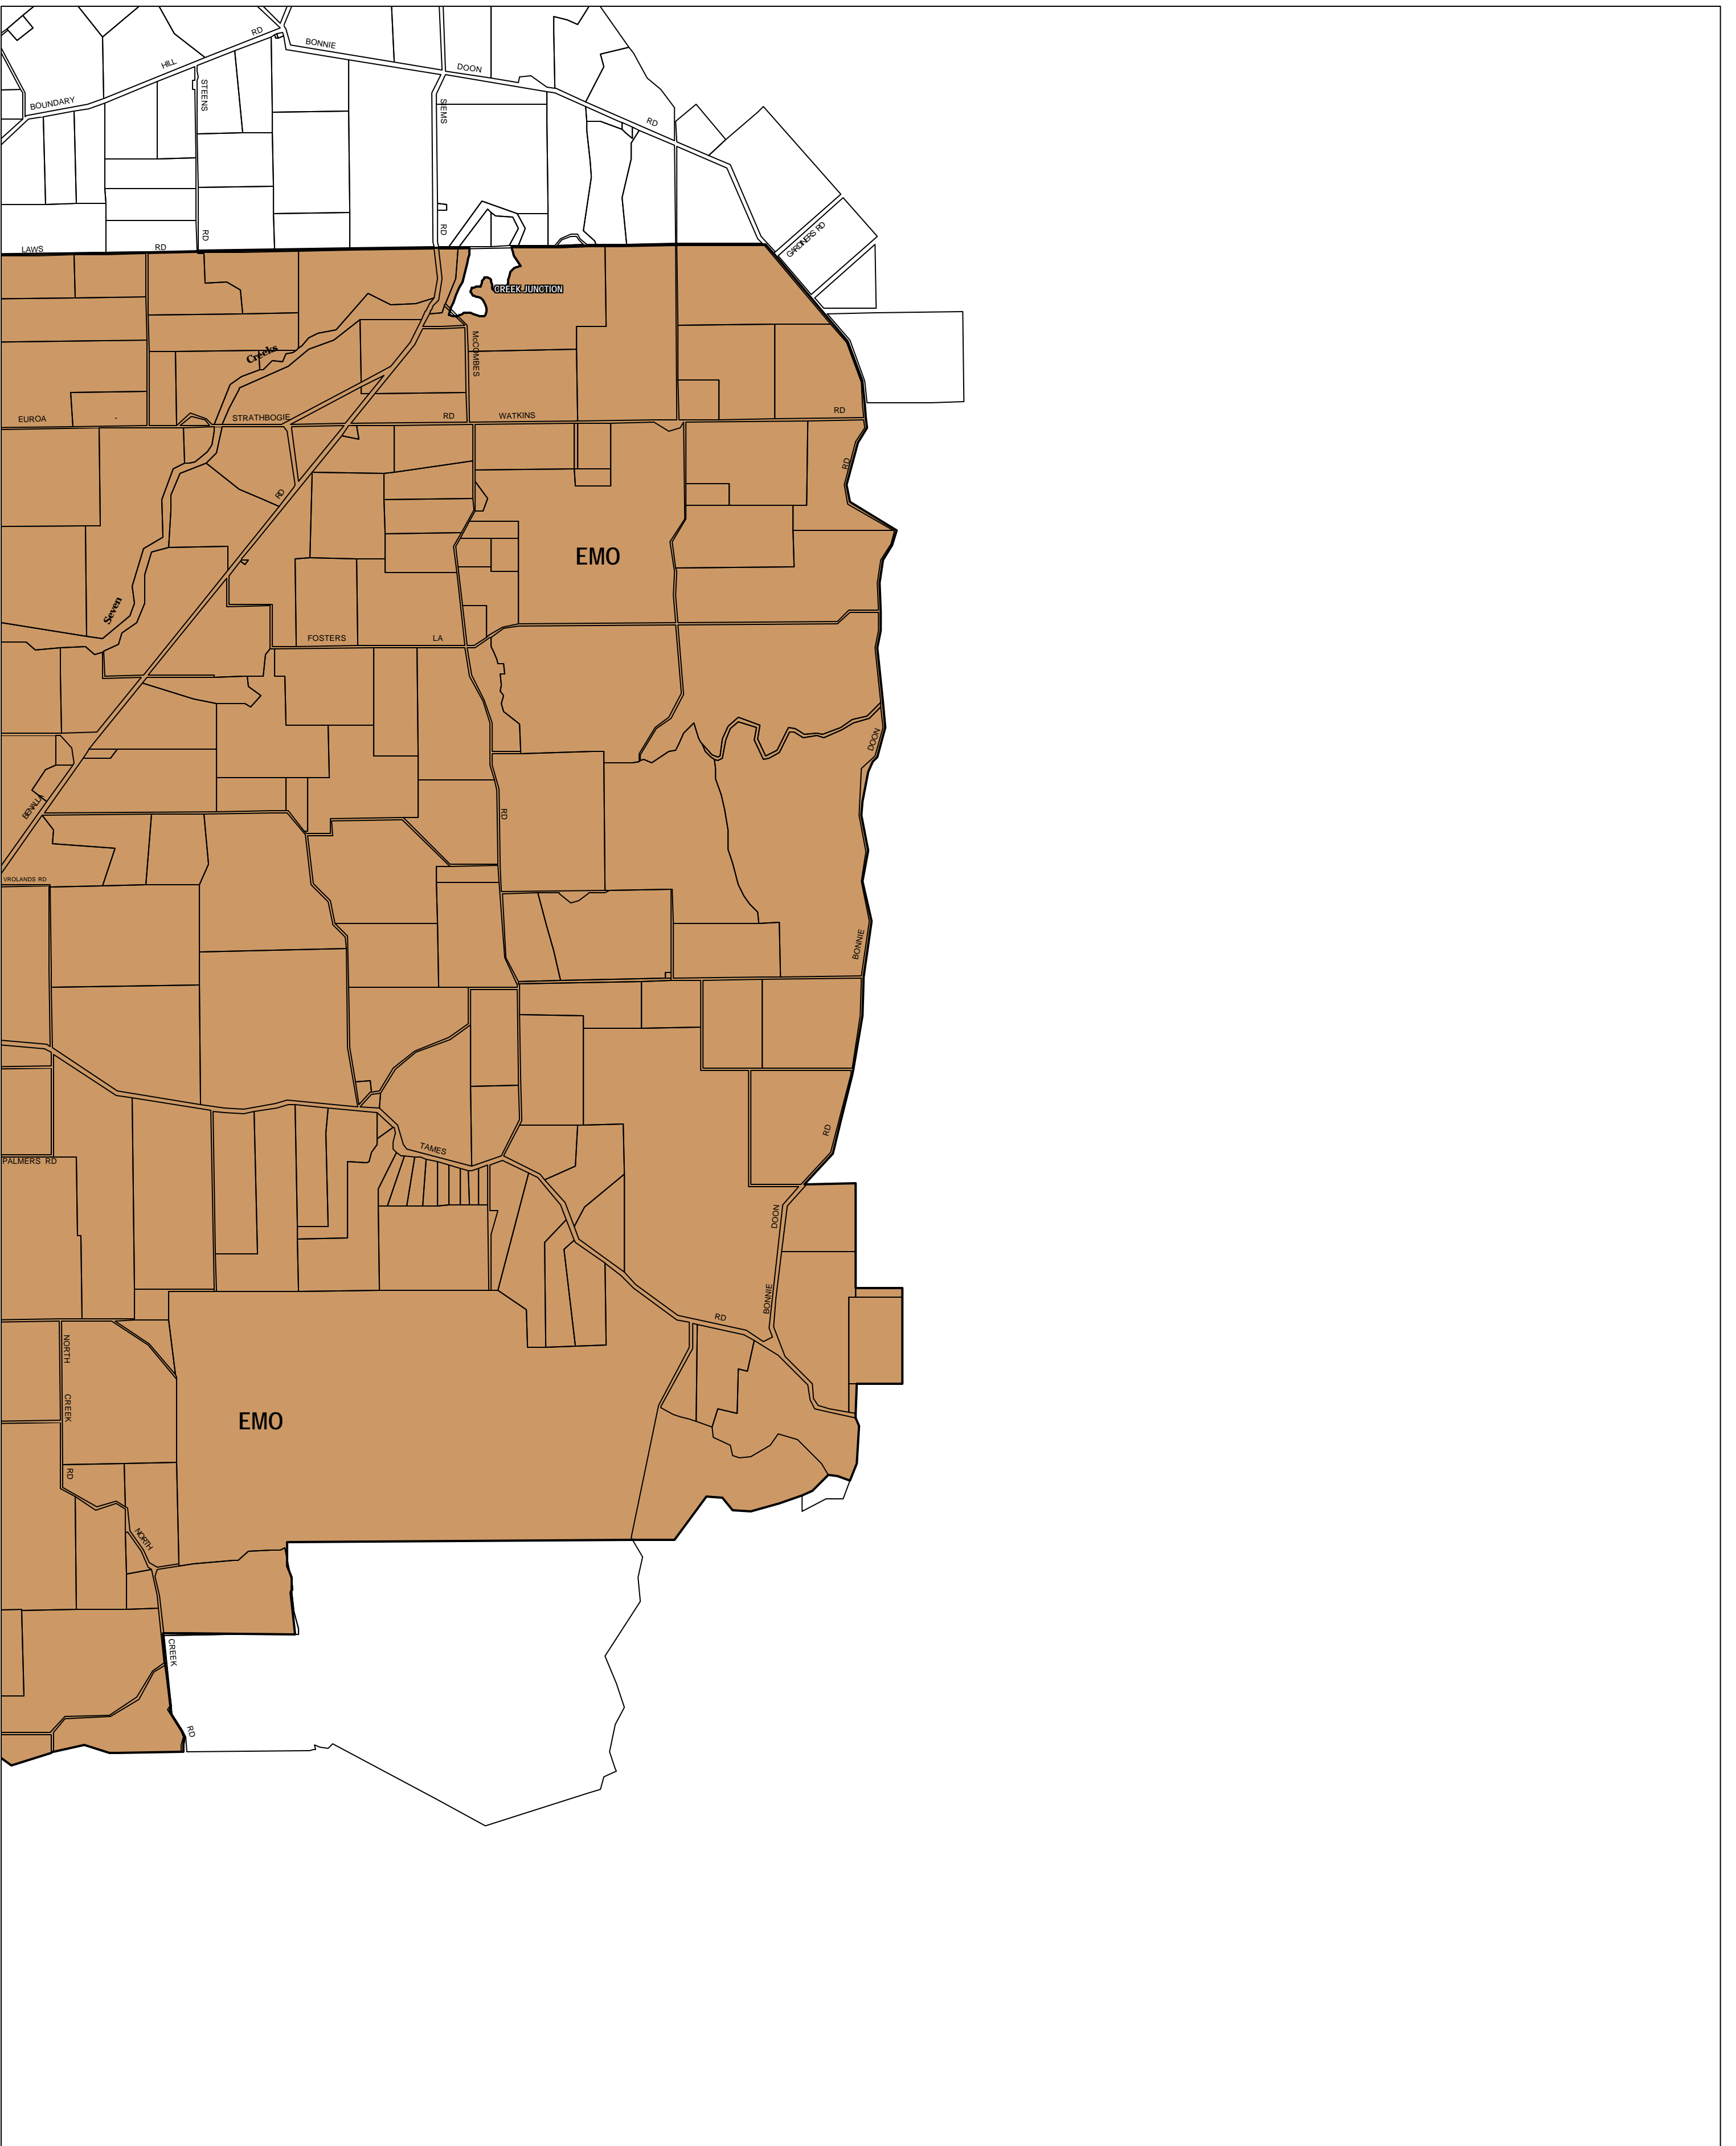 RD
BONNIE
HILL
DOON
STEENS
BOUNDARY
SIEMS
RD
RD
RD
GARDINERS RD
LAWS
RD
CREEK JUNCTION
McCOMBES
Creeks
RD
EUROA
-
STRATHBOGIE
RD
WATKINS
RD
RD
EMO
Seven
FOSTERS
LA
DOON
BENALLA
RD
VROLANDS RD
BONNIE
RD
TAMES
PALMERS RD
DOON
BONNIE
RD
NORTH
CREEK
EMO
RD
NORTH
CREEK
RD